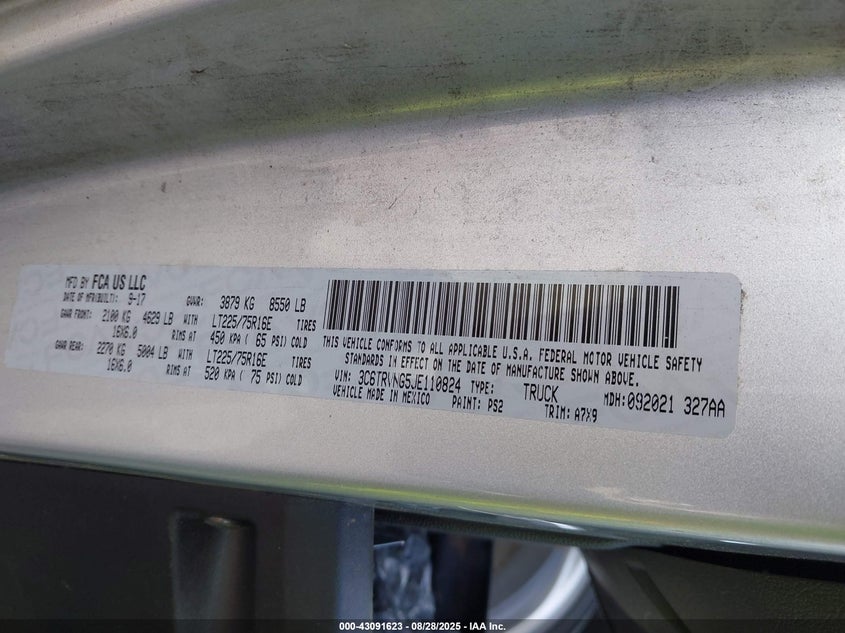 MFD BY FCA US LLC
DATE OF MFR(BUILT): 9-17 GVWR: 3879 KG 8550 LB
GAWR FRONT: 2100 KG 4629 LB WITH LT225/75R16E TIRES
16X6.0 RIMS AT 450 KPA ( 65 PSI) COLD
GAWR REAR: 2270 KG 5004 LB WITH LT225/75R16E TIRES
16X6.0 RIMS AT 520 KPA ( 75 PSI) COLD
THIS VEHICLE CONFORMS TO ALL APPLICABLE U.S.A. FEDERAL MOTOR VEHICLE SAFETY
STANDARDS IN EFFECT ON THE DATE OF MANUFACTURE SHOWN ABOVE.
VIN: 3C6TRVNG5JE110824 TYPE: TRUCK MDH: 092021 327AA
VEHICLE MADE IN MEXICO PAINT: PS2 TRIM: A7X9
000-43091623 - 08/28/2025 - IAA Inc.